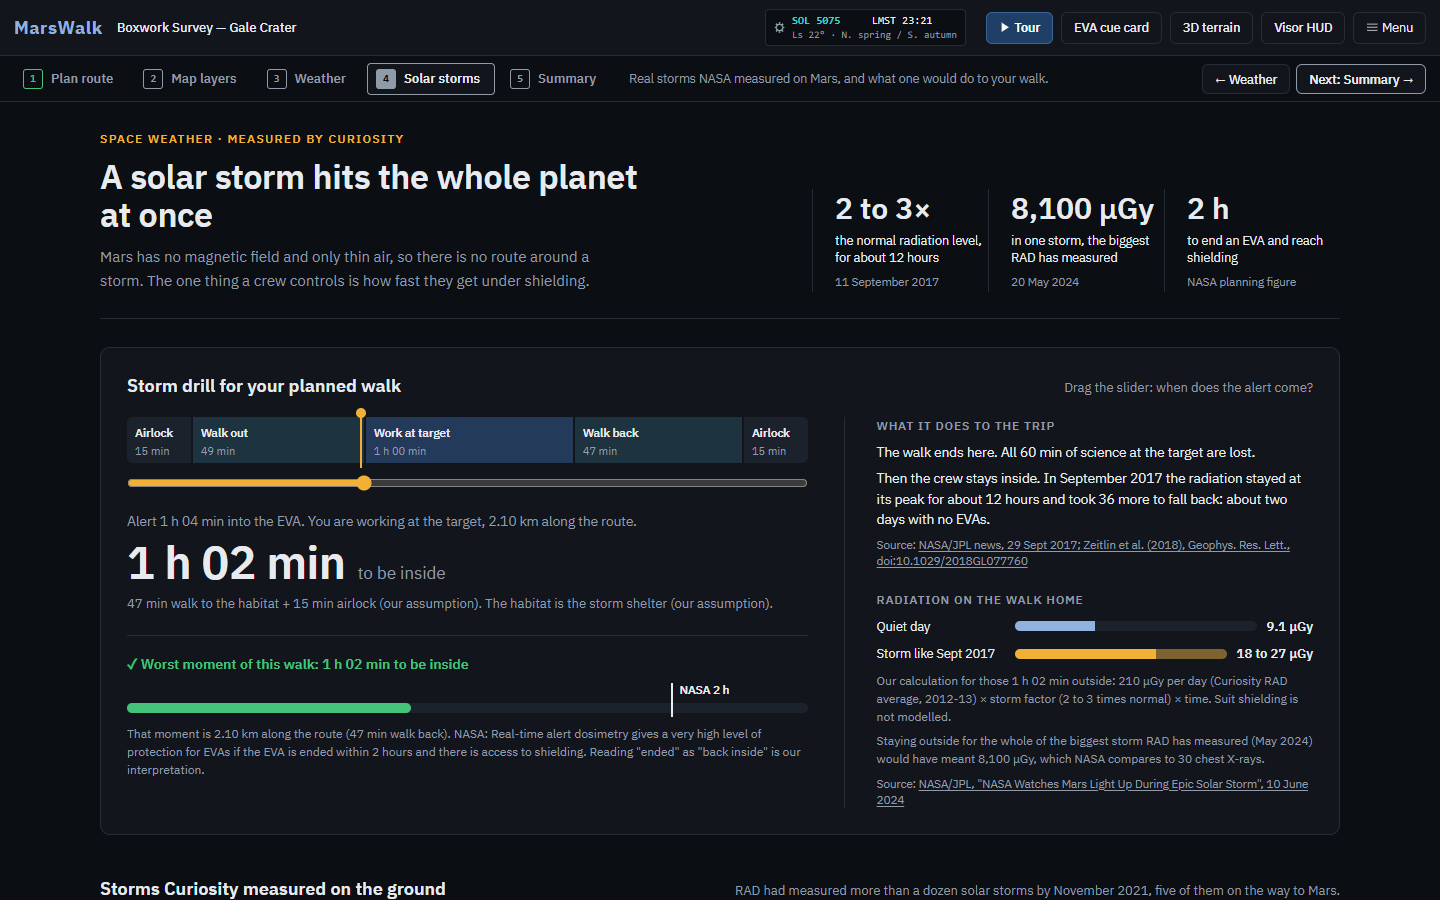 MarsWalk
Boxwork Survey — Gale Crater
SOL 5075 LMST 23:21
Ls 22° · N. spring / S. autumn
Tour
EVA cue card
3D terrain
Visor HUD
Menu
1 Plan route
2 Map layers
3 Weather
4 Solar storms
5 Summary
Real storms NASA measured on Mars, and what one would do to your walk.
← Weather
Next: Summary →
SPACE WEATHER · MEASURED BY CURIOSITY
A solar storm hits the whole planet
at once
Mars has no magnetic field and only thin air, so there is no route around a
storm. The one thing a crew controls is how fast they get under shielding.
2 to 3×
the normal radiation level,
for about 12 hours
11 September 2017
8,100 µGy
in one storm, the biggest
RAD has measured
20 May 2024
2 h
to end an EVA and reach
shielding
NASA planning figure
Storm drill for your planned walk
Drag the slider: when does the alert come?
Airlock
15 min
Walk out
49 min
Work at target
1 h 00 min
Walk back
47 min
Airlock
15 min
Alert 1 h 04 min into the EVA. You are working at the target, 2.10 km along the route.
1 h 02 min to be inside
47 min walk to the habitat + 15 min airlock (our assumption). The habitat is the storm shelter (our assumption).
✓ Worst moment of this walk: 1 h 02 min to be inside
NASA 2 h
That moment is 2.10 km along the route (47 min walk back). NASA: Real-time alert dosimetry gives a very high level of
protection for EVAs if the EVA is ended within 2 hours and there is access to shielding. Reading "ended" as "back inside" is our
interpretation.
WHAT IT DOES TO THE TRIP
The walk ends here. All 60 min of science at the target are lost.
Then the crew stays inside. In September 2017 the radiation stayed at
its peak for about 12 hours and took 36 more to fall back: about two
days with no EVAs.
Source: NASA/JPL news, 29 Sept 2017; Zeitlin et al. (2018), Geophys. Res. Lett.,
doi:10.1029/2018GL077760
RADIATION ON THE WALK HOME
Quiet day 9.1 µGy
Storm like Sept 2017 18 to 27 µGy
Our calculation for those 1 h 02 min outside: 210 µGy per day (Curiosity RAD
average, 2012-13) × storm factor (2 to 3 times normal) × time. Suit shielding is
not modelled.
Staying outside for the whole of the biggest storm RAD has measured (May 2024)
would have meant 8,100 µGy, which NASA compares to 30 chest X-rays.
Source: NASA/JPL, "NASA Watches Mars Light Up During Epic Solar Storm", 10 June
2024
Storms Curiosity measured on the ground
RAD had measured more than a dozen solar storms by November 2021, five of them on the way to Mars.